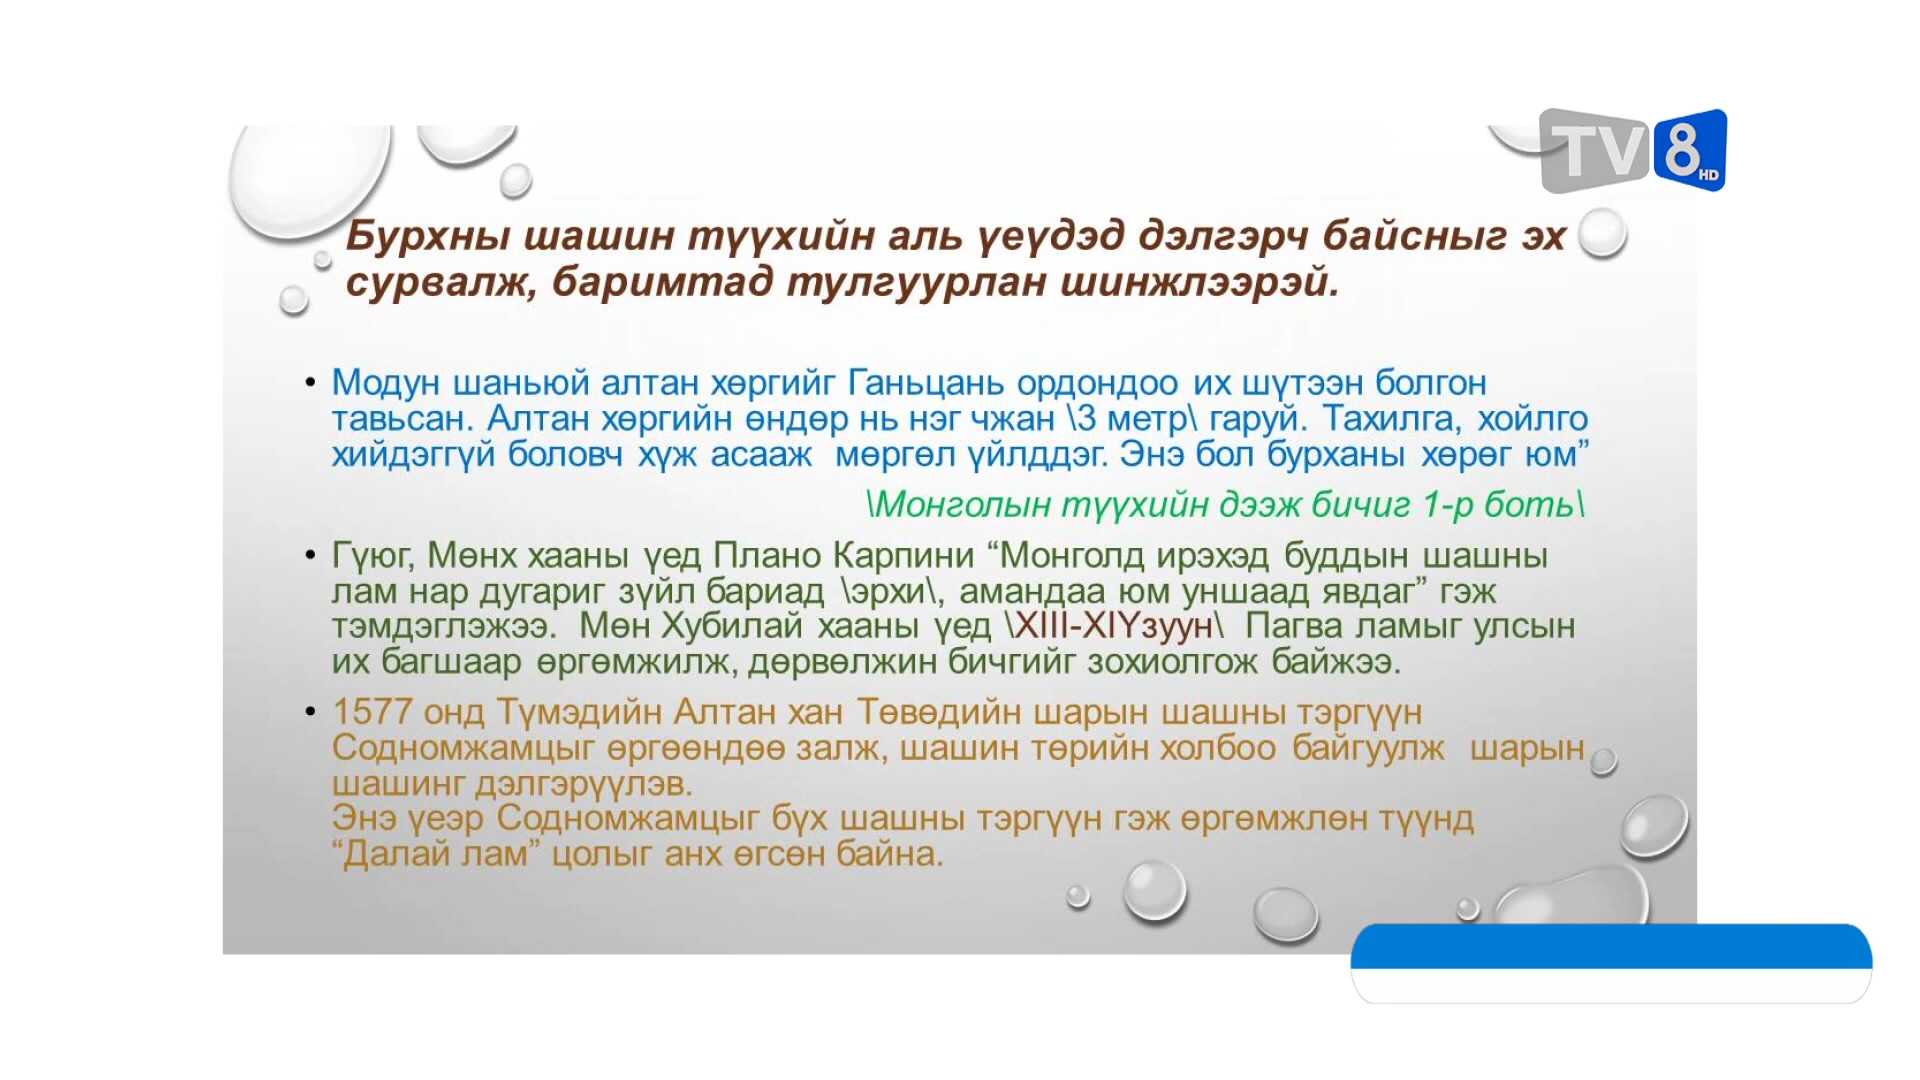 TV8 HD
Бурхны шашин түүхийн аль үеүдэд дэлгэрч байсныг эх
сурвалж, баримтад тулгуурлан шинжлээрэй.
• Модун шаньюй алтан хөргийг Ганьцань ордондоо их шүтээн болгон
тавьсан. Алтан хөргийн өндөр нь нэг чжан \3 метр\ гаруй. Тахилга, хойлго
хийдэггүй боловч хүж асааж мөргөл үйлддэг. Энэ бол бурханы хөрөг юм”
\Монголын түүхийн дээж бичиг 1-р боть\
• Гүюг, Мөнх хааны үед Плано Карпини “Монголд ирэхэд буддын шашны
лам нар дугариг зүйл бариад \эрхи\, амандаа юм уншаад явдаг” гэж
тэмдэглэжээ. Мөн Хубилай хааны үед \XIII-XIYзуун\ Пагва ламыг улсын
их багшаар өргөмжилж, дөрвөлжин бичгийг зохиолгож байжээ.
• 1577 онд Түмэдийн Алтан хан Төвөдийн шарын шашны тэргүүн
Содномжамцыг өргөөндөө залж, шашин төрийн холбоо байгуулж шарын
шашинг дэлгэрүүлэв.
Энэ үеэр Содномжамцыг бүх шашны тэргүүн гэж өргөмжлөн түүнд
“Далай лам” цолыг анх өгсөн байна.